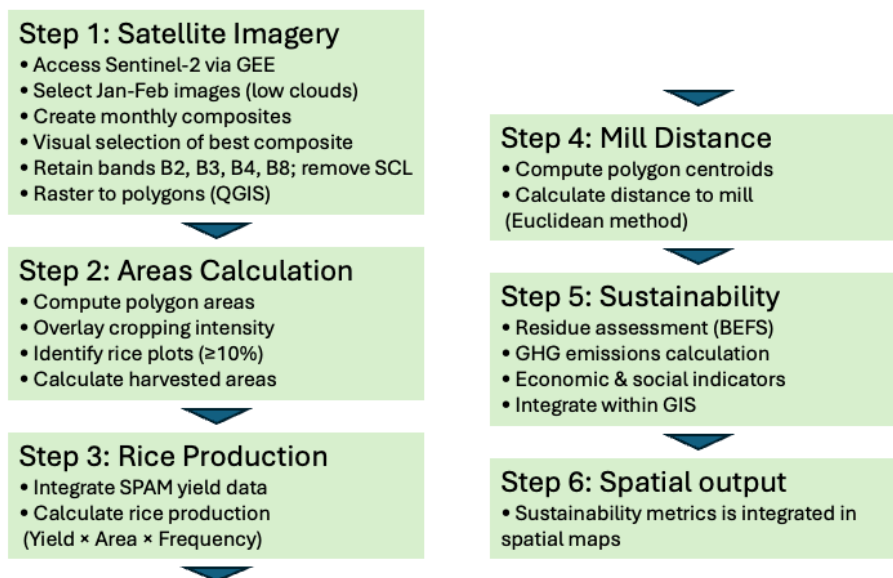 Step 1: Satellite Imagery
• Access Sentinel-2 via GEE
• Select Jan-Feb images (low clouds)
• Create monthly composites
• Visual selection of best composite
• Retain bands B2, B3, B4, B8; remove SCL
• Raster to polygons (QGIS)
Step 2: Areas Calculation
• Compute polygon areas
• Overlay cropping intensity
• Identify rice plots (≥10%)
• Calculate harvested areas
Step 3: Rice Production
• Integrate SPAM yield data
• Calculate rice production
(Yield × Area × Frequency)
Step 4: Mill Distance
• Compute polygon centroids
• Calculate distance to mill
(Euclidean method)
Step 5: Sustainability
• Residue assessment (BEFS)
• GHG emissions calculation
• Economic & social indicators
• Integrate within GIS
Step 6: Spatial output
• Sustainability metrics is integrated in
spatial maps